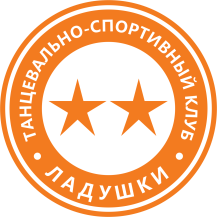 ТАНЦЕВАЛЬНО-СПОРТИВНЫЙ КЛУБ
ЛАДУШКИ